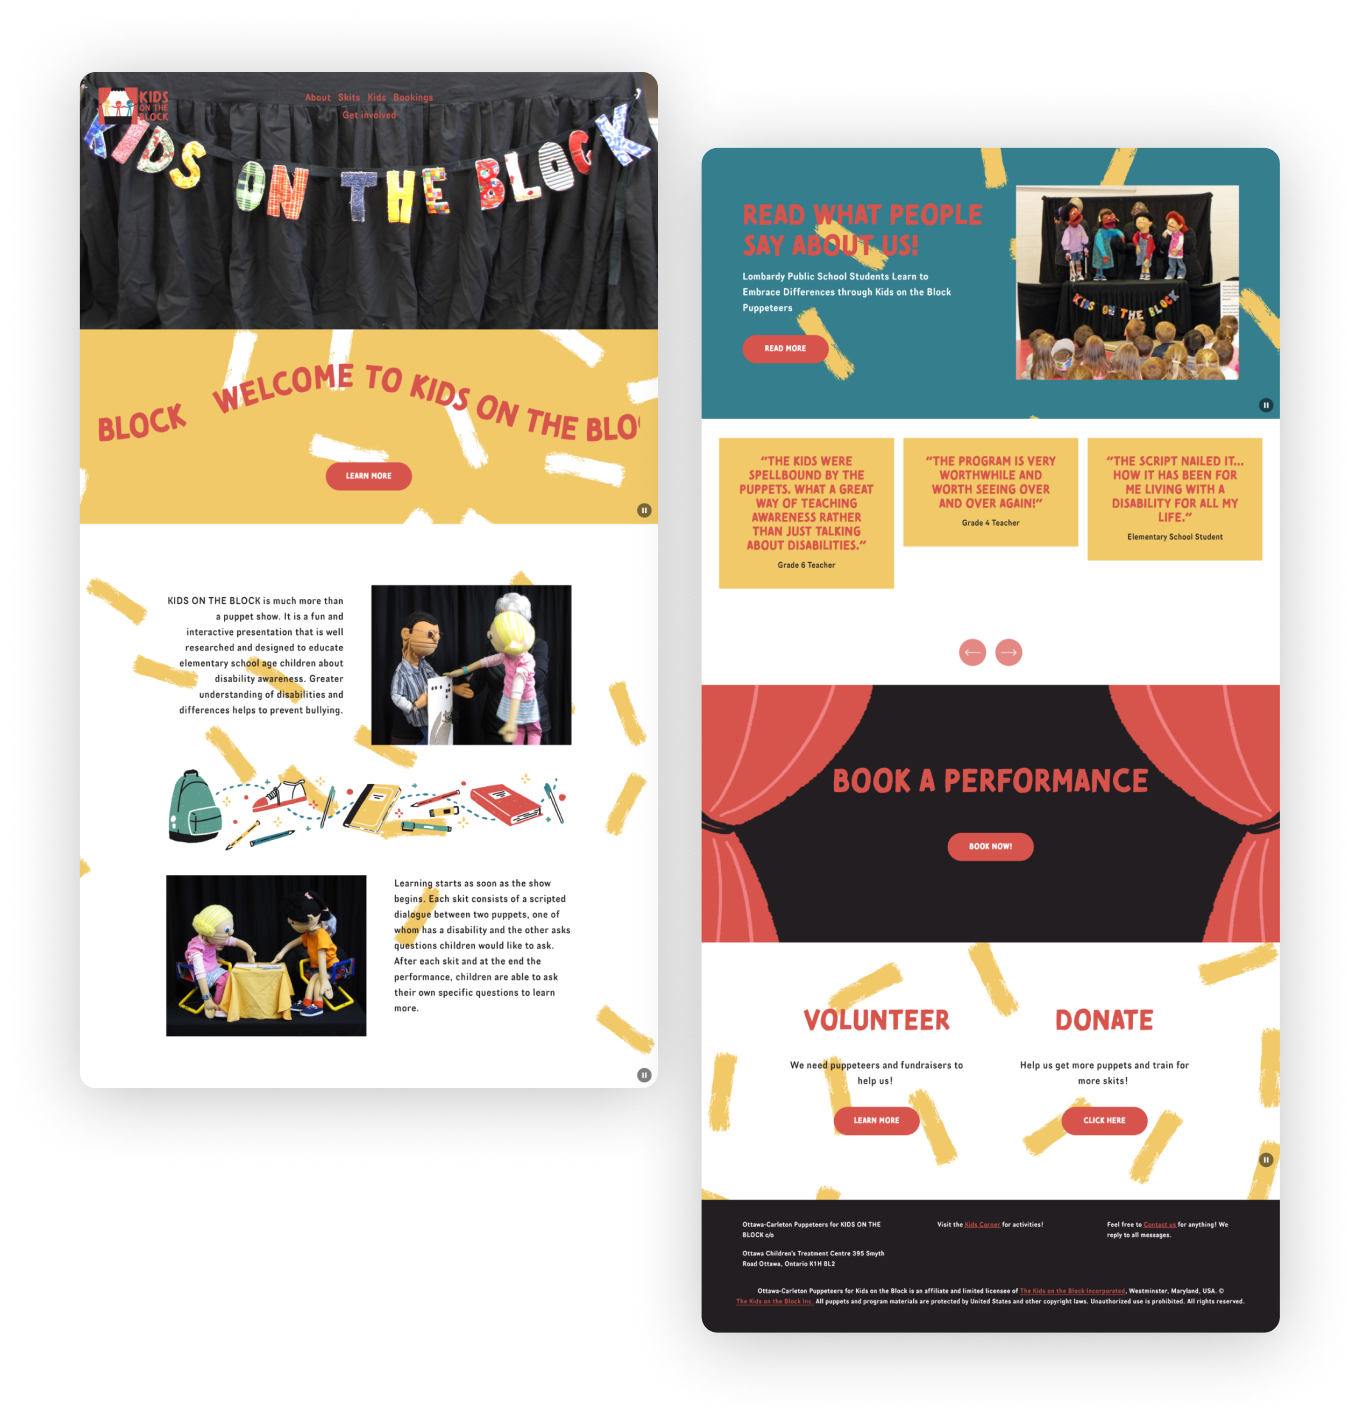 KIDS
ON THE
BLOCK
About Skits Kids Bookings
Get involved
KIDS ON THE BLOCK
BLOCK WELCOME TO KIDS ON THE BLO
LEARN MORE
KIDS ON THE BLOCK is much more than
a puppet show. It is a fun and
interactive presentation that is well
researched and designed to educate
elementary school age children about
disability awareness. Greater
understanding of disabilities and
differences helps to prevent bullying.
Learning starts as soon as the show
begins. Each skit consists of a scripted
dialogue between two puppets, one of
whom has a disability and the other asks
questions children would like to ask.
After each skit and at the end the
performance, children are able to ask
their own specific questions to learn
more.
READ WHAT PEOPLE
SAY ABOUT US!
Lombardy Public School Students Learn to
Embrace Differences through Kids on the Block
Puppeteers
READ MORE
KIDS ON THE BLOCK
"THE KIDS WERE
SPELLBOUND BY THE
PUPPETS. WHAT A GREAT
WAY OF TEACHING
AWARENESS RATHER
THAN JUST TALKING
ABOUT DISABILITIES."
Grade 6 Teacher
"THE PROGRAM IS VERY
WORTHWHILE AND
WORTH SEEING OVER
AND OVER AGAIN!"
Grade 4 Teacher
"THE SCRIPT NAILED IT...
HOW IT HAS BEEN FOR
ME LIVING WITH A
DISABILITY FOR ALL MY
LIFE."
Elementary School Student
BOOK A PERFORMANCE
BOOK NOW!
VOLUNTEER
We need puppeteers and fundraisers to
help us!
LEARN MORE
DONATE
Help us get more puppets and train for
more skits!
CLICK HERE
Ottawa-Carleton Puppeteers for KIDS ON THE
BLOCK c/o
Ottawa Children's Treatment Centre 395 Smyth
Road Ottawa, Ontario K1H 8L2
Visit the Kids Corner for activities!
Feel free to Contact us for anything! We
reply to all messages.
Ottawa-Carleton Puppeteers for Kids on the Block is an affiliate and limited licensee of The Kids on the Block Incorporated, Westminster, Maryland, USA. ©
The Kids on the Block Inc. All puppets and program materials are protected by United States and other copyright laws. Unauthorized use is prohibited. All rights reserved.